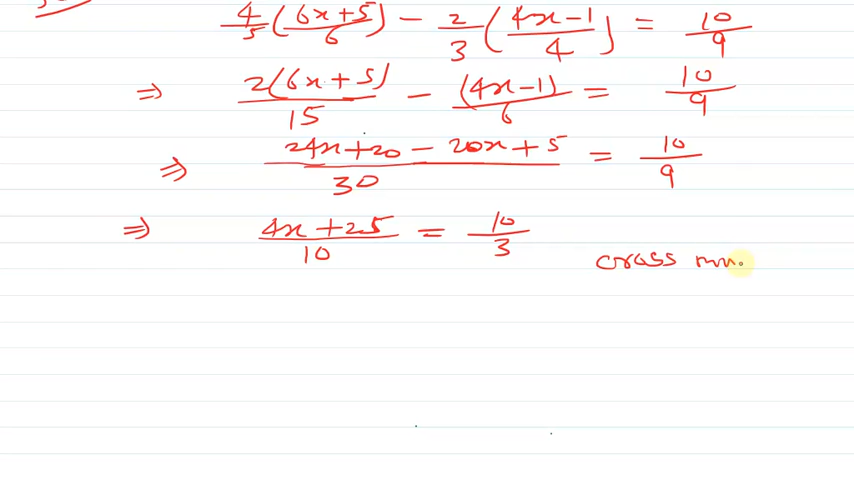 4/5 (6x+5/6) − 2/3 (4x−1/4) = 10/9
⇒ 2(6x+5)/15 − (4x−1)/6 = 10/9
⇒ 24x+20 − 20x+5/30 = 10/9
⇒ 4x+25/10 = 10/3
cross mu